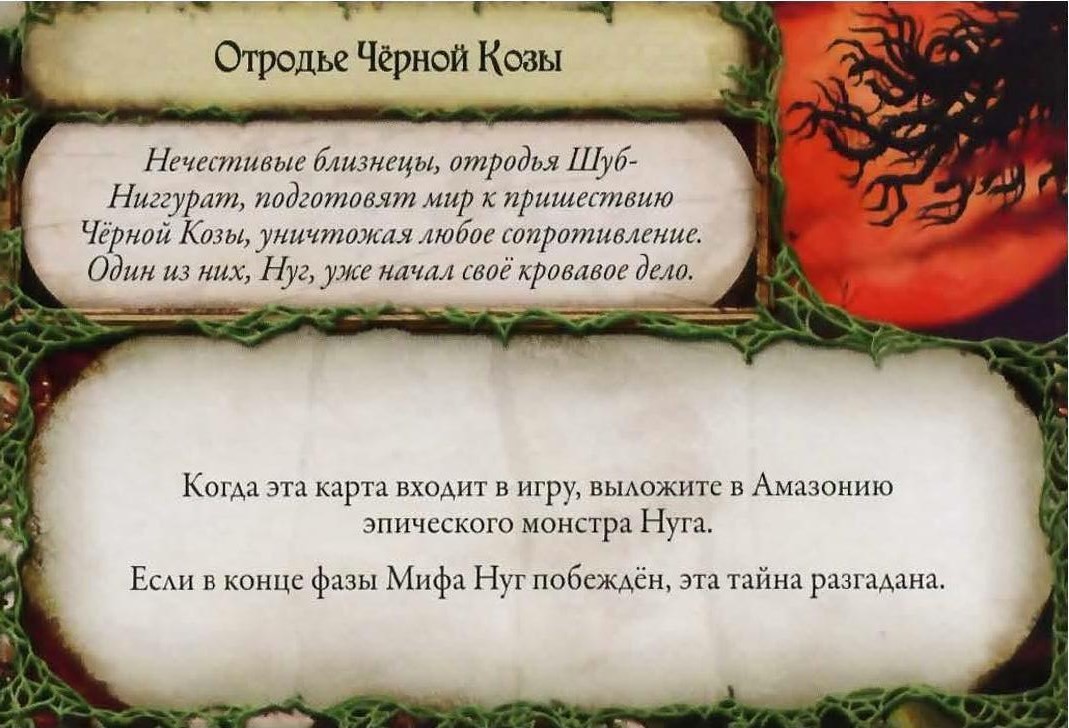 Отродье Чёрной Козы
Нечестивые близнецы, отродья Шуб-
Ниггурат, подготовят мир к пришествию
Чёрной Козы, уничтожая любое сопротивление.
Один из них, Нуг, уже начал своё кровавое дело.
Когда эта карта входит в игру, выложите в Амазонию
эпического монстра Нуга.
Если в конце фазы Мифа Нуг побеждён, эта тайна разгадана.